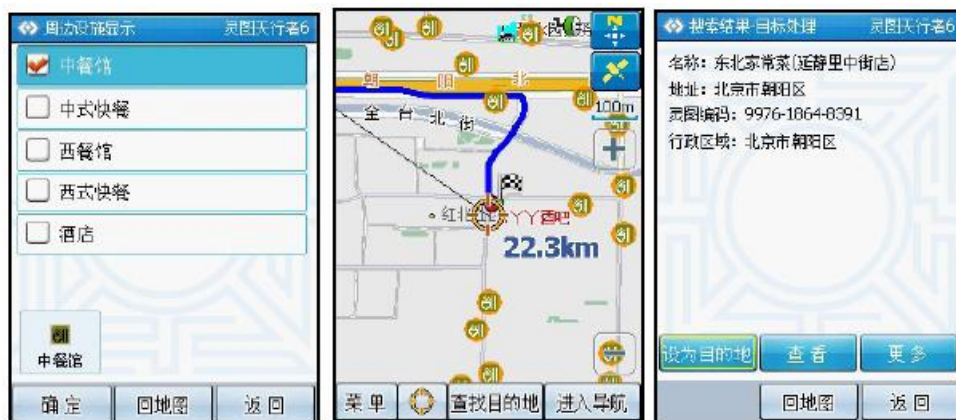 周边设施显示 灵图天行者6
中餐馆
中式快餐
西餐馆
西式快餐
酒店
中餐馆
确定 回地图 返回
N
朝阳北
100m
金台北街
红北
丫丫酒吧
22.3km
菜单 查找目的地 进入导航
搜索结果-目标处理 灵图天行者6
名称：东北家常菜(延静里中街店)
地址：北京市朝阳区
灵图编码：9976-1864-8391
行政区域：北京市朝阳区
设为目的地 查看 更多
回地图 返回